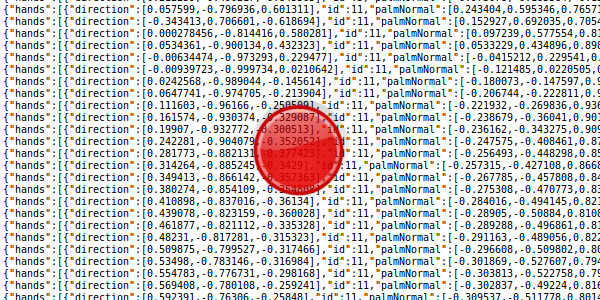 {"hands":[{"direction":[0.057599,-0.796936,0.601311],"id":11,"palmNormal":[0.243404,0.595346,0.7657
{"hands":[{"direction":[-0.343413,0.706601,-0.618694],"id":11,"palmNormal":[0.152927,0.692035,0.705
{"hands":[{"direction":[0.000278456,-0.814416,0.580281],"id":11,"palmNormal":[0.097239,0.577554,0.8
{"hands":[{"direction":[0.0534361,-0.900134,0.432323],"id":11,"palmNormal":[0.0533229,0.434896,0.89
{"hands":[{"direction":[-0.00634474,-0.973293,0.229477],"id":11,"palmNormal":[-0.0415212,0.229541,0
{"hands":[{"direction":[-0.00939723,-0.999734,0.0210642],"id":11,"palmNormal":[-0.121485,0.0220505,
{"hands":[{"direction":[0.0242568,-0.989044,-0.145614],"id":11,"palmNormal":[-0.180073,-0.147597,0.
{"hands":[{"direction":[0.0647741,-0.974705,-0.213904],"id":11,"palmNormal":[-0.206744,-0.222811,0.
{"hands":[{"direction":[0.111603,-0.96166,-0.250509],"id":11,"palmNormal":[-0.221932,-0.269836,0.93
{"hands":[{"direction":[0.161574,-0.930374,-0.329087],"id":11,"palmNormal":[-0.238679,-0.36041,0.90
{"hands":[{"direction":[0.19907,-0.932772,-0.300513],"id":11,"palmNormal":[-0.236162,-0.343275,0.90
{"hands":[{"direction":[0.242281,-0.904079,-0.352052],"id":11,"palmNormal":[-0.247575,-0.408461,0.8
{"hands":[{"direction":[0.281773,-0.882131,-0.377423],"id":11,"palmNormal":[-0.256493,-0.448298,0.8
{"hands":[{"direction":[0.314264,-0.885245,-0.3429],"id":11,"palmNormal":[-0.257315,-0.427108,0.866
{"hands":[{"direction":[0.349413,-0.866142,-0.357363],"id":11,"palmNormal":[-0.267785,-0.457808,0.8
{"hands":[{"direction":[0.380274,-0.854109,],"id":11,"palmNormal":[-0.275308,-0.470773,0.8
{"hands":[{"direction":[0.410898,-0.837016,-0.36134],"id":11,"palmNormal":[-0.284016,-0.494145,0.82
{"hands":[{"direction":[0.439078,-0.823159,-0.360028],"id":11,"palmNormal":[-0.28905,-0.50884,0.810
{"hands":[{"direction":[0.461877,-0.821112,-0.335328],"id":11,"palmNormal":[-0.289288,-0.496861,0.8
{"hands":[{"direction":[0.48231,-0.817281,-0.315323],"id":11,"palmNormal":[-0.291163,-0.489056,0.82
{"hands":[{"direction":[0.509875,-0.799527,-0.317466],"id":11,"palmNormal":[-0.296608,-0.509802,0.8
{"hands":[{"direction":[0.53498,-0.783146,-0.316984],"id":11,"palmNormal":[-0.301869,-0.527607,0.79
{"hands":[{"direction":[0.554783,-0.776731,-0.298168],"id":11,"palmNormal":[-0.303813,-0.522758,0.7
{"hands":[{"direction":[0.569408,-0.780108,-0.259241],"id":11,"palmNormal":[-0.302837,-0.49224,0.81
{"hands":[{"direction":[0.592391,-0.76306,-0.25848],"id":11,"palmNormal":[-0.309537,-0.511778,0.801